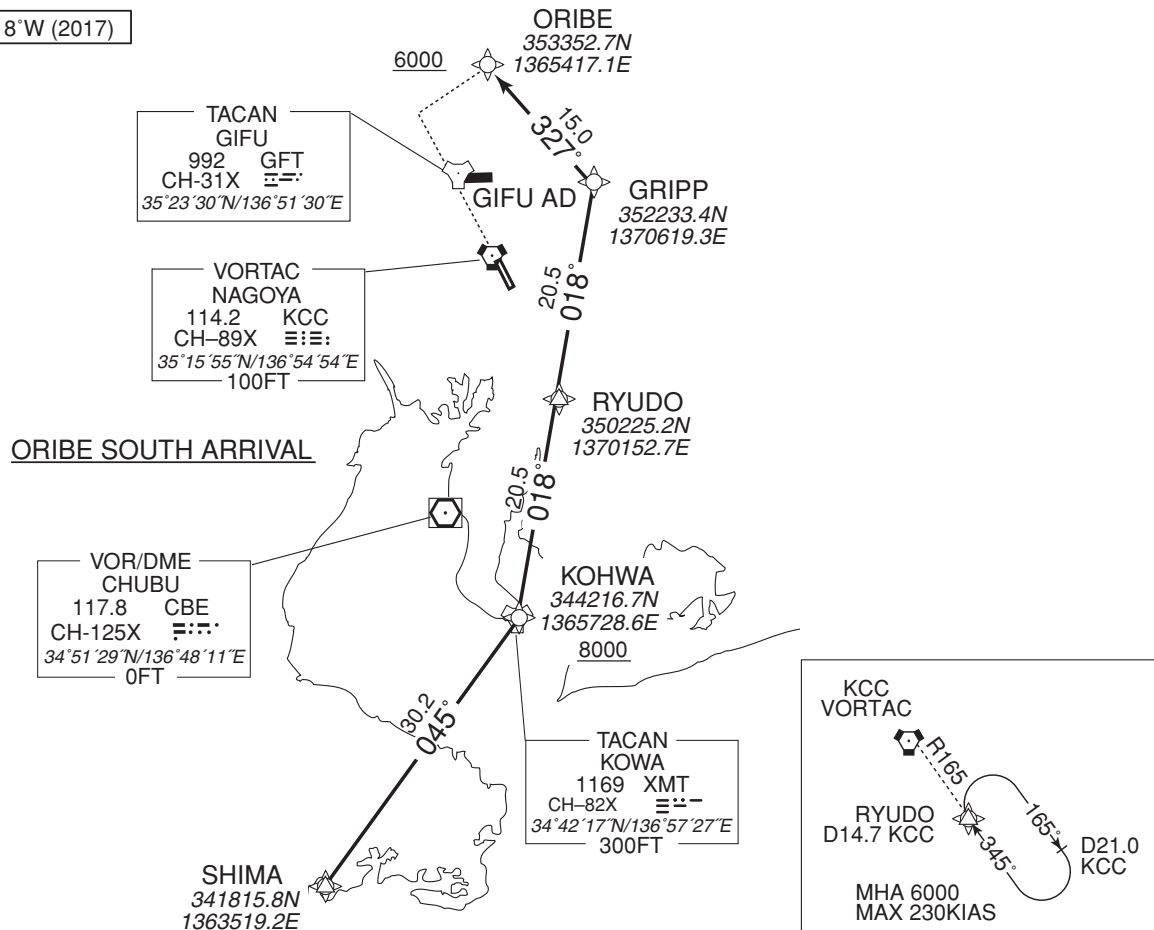 8°W (2017)
ORIBE
353352.7N
1365417.1E
6000
15.0
327°
TACAN
GIFU
992 GFT
CH-31X
35°23´30˝N/136°51´30˝E
GIFU AD
GRIPP
352233.4N
1370619.3E
VORTAC
NAGOYA
114.2 KCC
CH–89X
35°15´55˝N/136°54´54˝E
100FT
20.5
018°
RYUDO
350225.2N
1370152.7E
ORIBE SOUTH ARRIVAL
20.5
018°
VOR/DME
CHUBU
117.8 CBE
CH-125X
34°51´29˝N/136°48´11˝E
0FT
KOHWA
344216.7N
1365728.6E
8000
30.2
045°
TACAN
KOWA
1169 XMT
CH–82X
34°42´17˝N/136°57´27˝E
300FT
SHIMA
341815.8N
1363519.2E
KCC
VORTAC
R165
RYUDO
D14.7 KCC
165°
345°
D21.0
KCC
MHA 6000
MAX 230KIAS